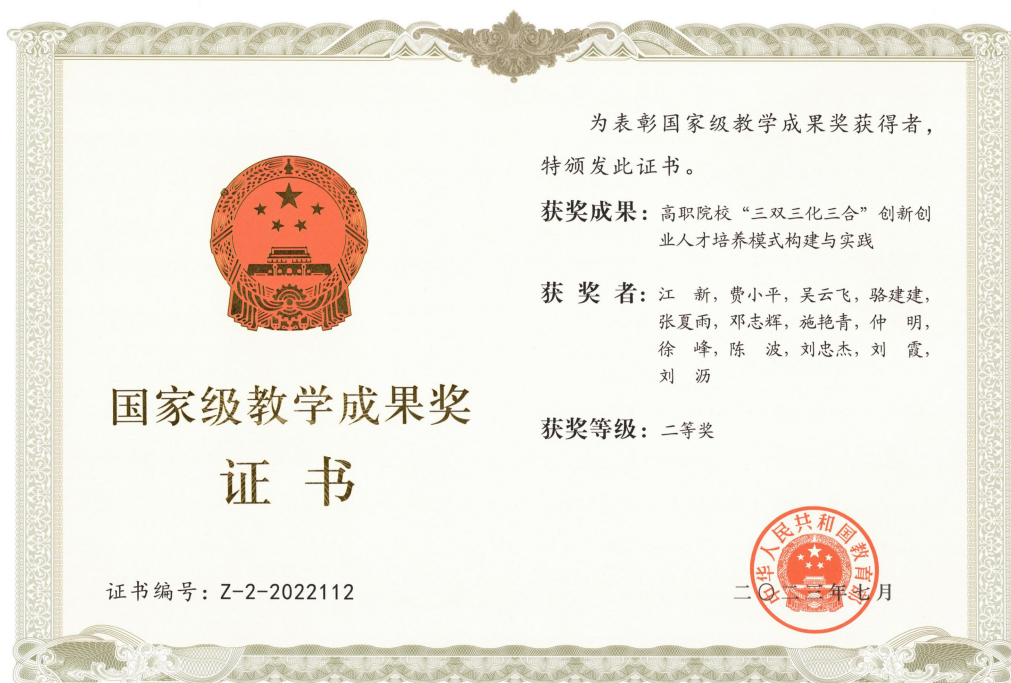 国家级教学成果奖
证 书
证书编号：Z-2-2022112
为表彰国家级教学成果奖获得者，
特颁发此证书。
获奖成果：高职院校“三双三化三合”创新创
业人才培养模式构建与实践
获 奖 者：江　新，费小平，吴云飞，骆建建，
张夏雨，邓志辉，施艳青，仲　明，
徐　峰，陈　波，刘忠杰，刘　霞，
刘　沥
获奖等级：二等奖
中华人民共和国教育部
二〇二三年七月